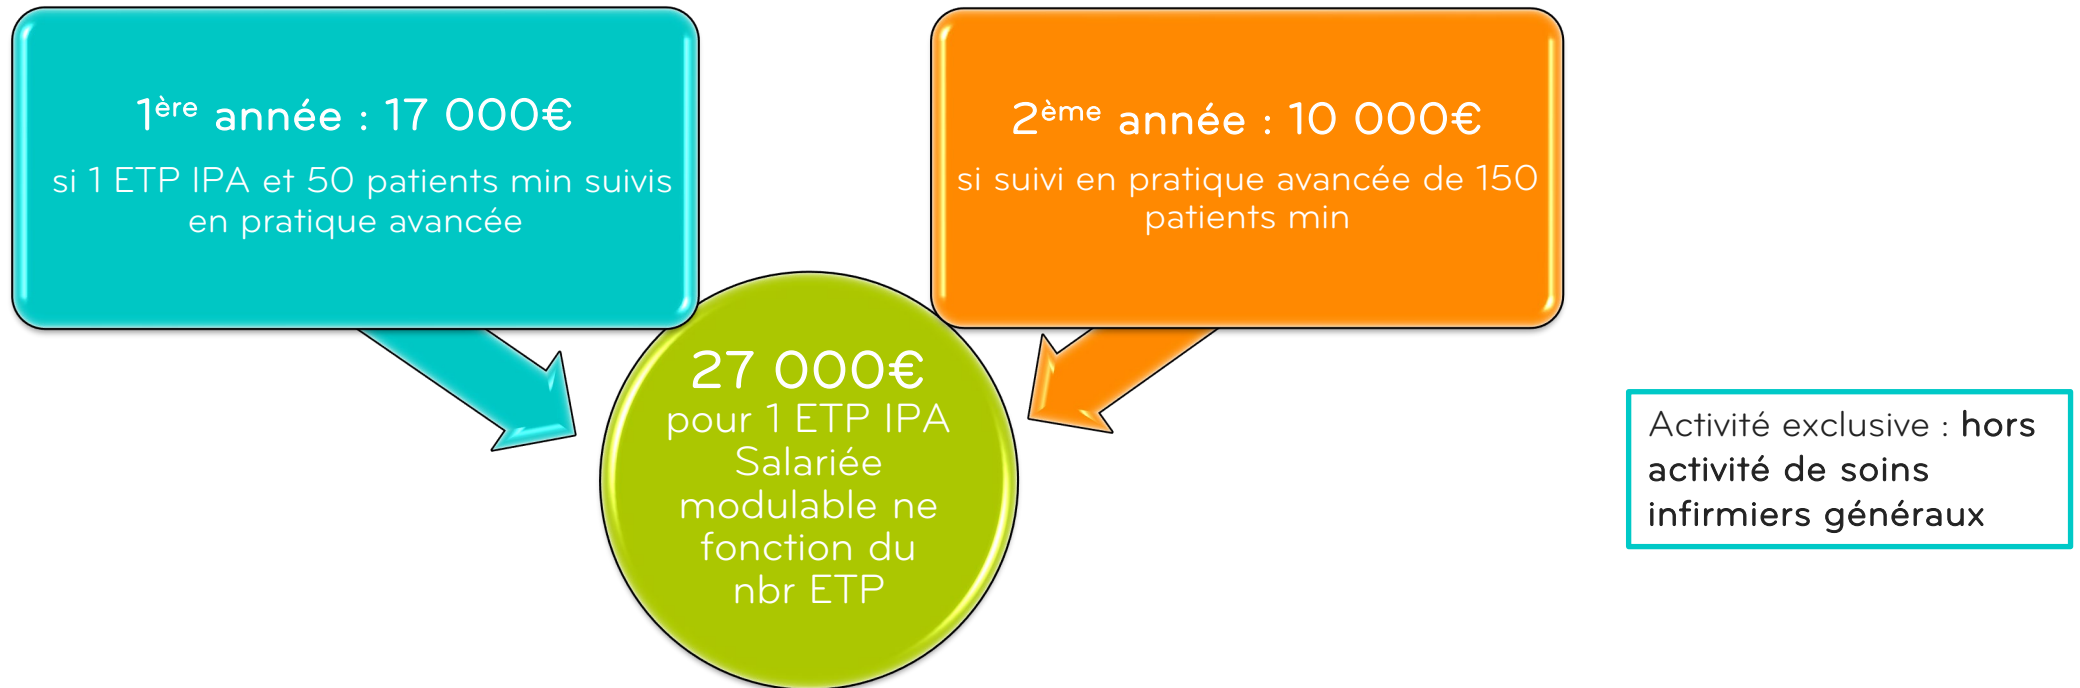 1ère année : 17 000€
si 1 ETP IPA et 50 patients min suivis
en pratique avancée
2ème année : 10 000€
si suivi en pratique avancée de 150
patients min
27 000€
pour 1 ETP IPA
Salariée
modulable ne
fonction du
nbr ETP
Activité exclusive : hors
activité de soins
infirmiers généraux